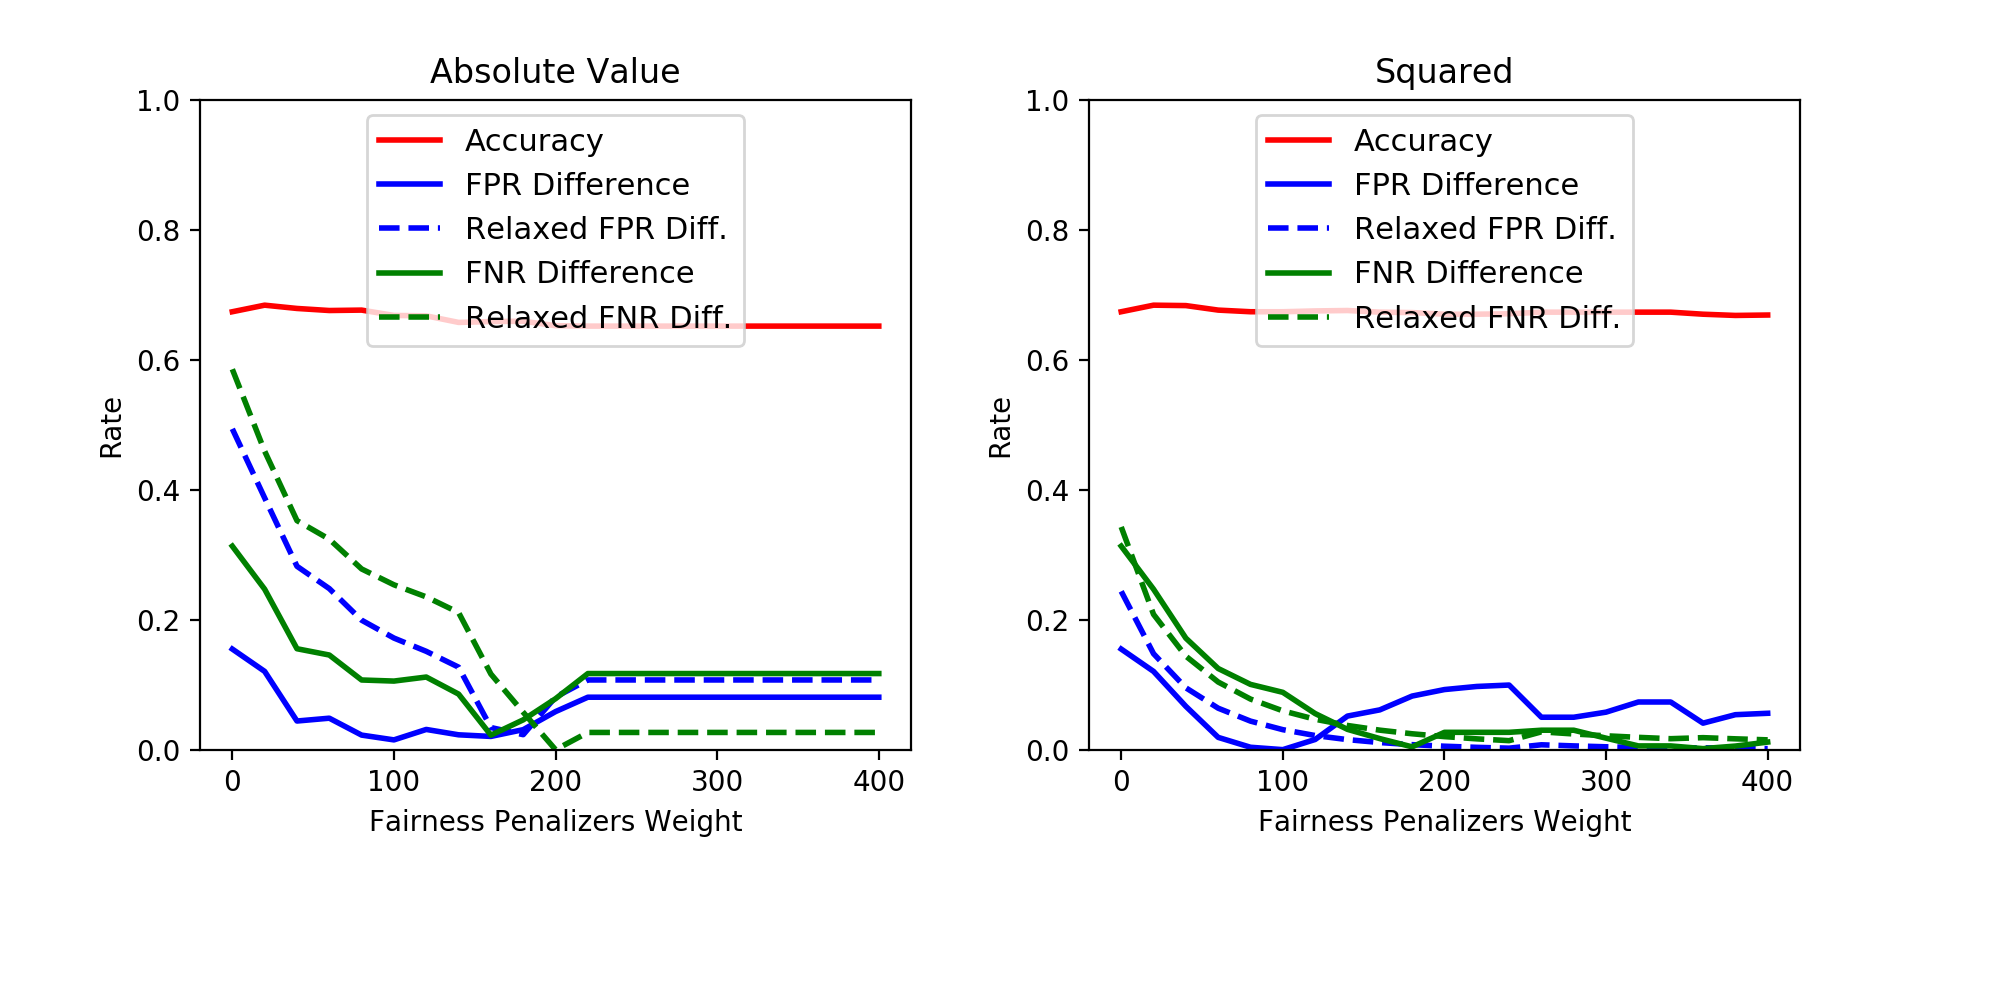 Absolute Value
1.0
0.8
0.6
0.4
0.2
0.0
Rate
Accuracy
FPR Difference
Relaxed FPR Diff.
FNR Difference
Relaxed FNR Diff.
0 100 200 300 400
Fairness Penalizers Weight
Squared
1.0
0.8
0.6
0.4
0.2
0.0
Rate
Accuracy
FPR Difference
Relaxed FPR Diff.
FNR Difference
Relaxed FNR Diff.
0 100 200 300 400
Fairness Penalizers Weight